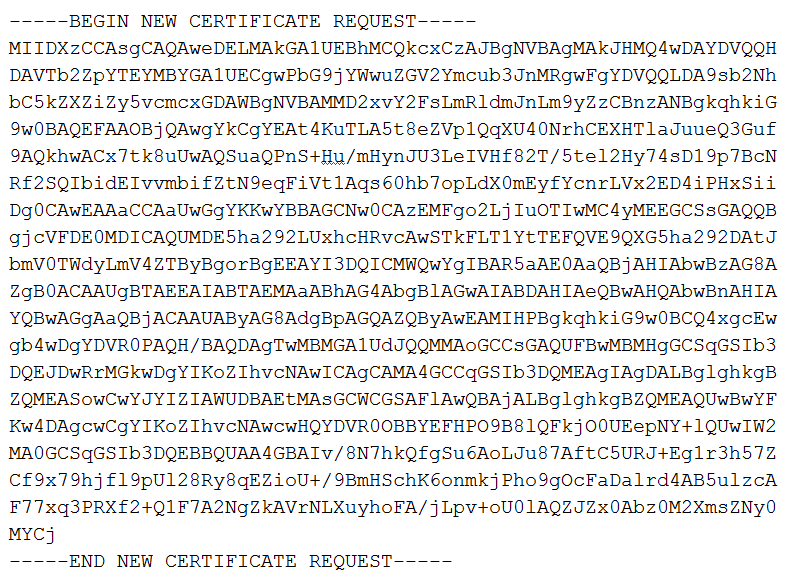 -----BEGIN NEW CERTIFICATE REQUEST-----
MIIDXzCCAsgCAQAweDELMAkGA1UEBhMCQkcxCzAJBgNVBAgMAkJHMQ4wDAYDVQQH
DAVTb2ZpYTEYMBYGA1UECgwPbG9jYWwuZGV2Ymcub3JnMRgwFgYDVQQLDA9sb2Nh
bC5kZXZiZy5vcmcxGDAWBgNVBAMMD2xvY2FsLmRldmJnLm9yZzCBnzANBgkqhkiG
9w0BAQEFAAOBjQAwgYkCgYEAt4KuTLA5t8eZVp1QqXU40NrhCEXHTlaJuueQ3Guf
9AQkhwACx7tk8uUwAQSuaQPnS+Hu/mHynJU3LeIVHf82T/5tel2Hy74sD19p7BcN
Rf2SQIbidEIvvmbifZtN9eqFiVt1Aqs60hb7opLdX0mEyfYcnrLVx2ED4iPHxSii
Dg0CAwEAAaCCAaUwGgYKKwYBBAGCNw0CAzEMFgo2LjIuOTIwMC4yMEEGCSsGAQQB
gjcVFDE0MDICAQUMDE5ha292LUxhcHRvcAwSTkFLT1YtTEFQVE9QXG5ha292DAtJ
bmV0TWdyLmV4ZTByBgorBgEEAYI3DQICMWQwYgIBAR5aAE0AaQBjAHIAbwBzAG8A
ZgB0ACAAUgBTAEEAIABTAEMAaABhAG4AbgBlAGwAIABDAHIAeQBwAHQAbwBnAHIA
YQBwAGgAaQBjACAAUAByAG8AdgBpAGQAZQByAwEAMIHPBgkqhkiG9w0BCQ4xgcEw
gb4wDgYDVR0PAQH/BAQDAgTwMBMGA1UdJQQMMAoGCCsGAQUFBwMBMHgGCSqGSIb3
DQEJDwRrMGkwDgYIKoZIhvcNAwICAgCAMA4GCCqGSIb3DQMEAgIAgDALBglghkgB
ZQMEASowCwYJYIZIAWUDBAEtMAsGCWCGSAFlAwQBAjALBglghkgBZQMEAQUwBwYF
Kw4DAgcwCgYIKoZIhvcNAwcwHQYDVR0OBBYEFHPO9B8lQFkjO0UEepNY+lQUwIW2
MA0GCSqGSIb3DQEBBQUAA4GBAIv/8N7hkQfgSu6AoLJu87AftC5URJ+Eg1r3h57Z
Cf9x79hjfl9pUl28Ry8qEZioU+/9BmHSchK6onmkjPho9gOcFaDalrd4AB5ulzcA
F77xq3PRXf2+Q1F7A2NgZkAVrNLXuyhoFA/jLpv+oU0lAQZJZx0Abz0M2XmsZNy0
MYCj
-----END NEW CERTIFICATE REQUEST-----